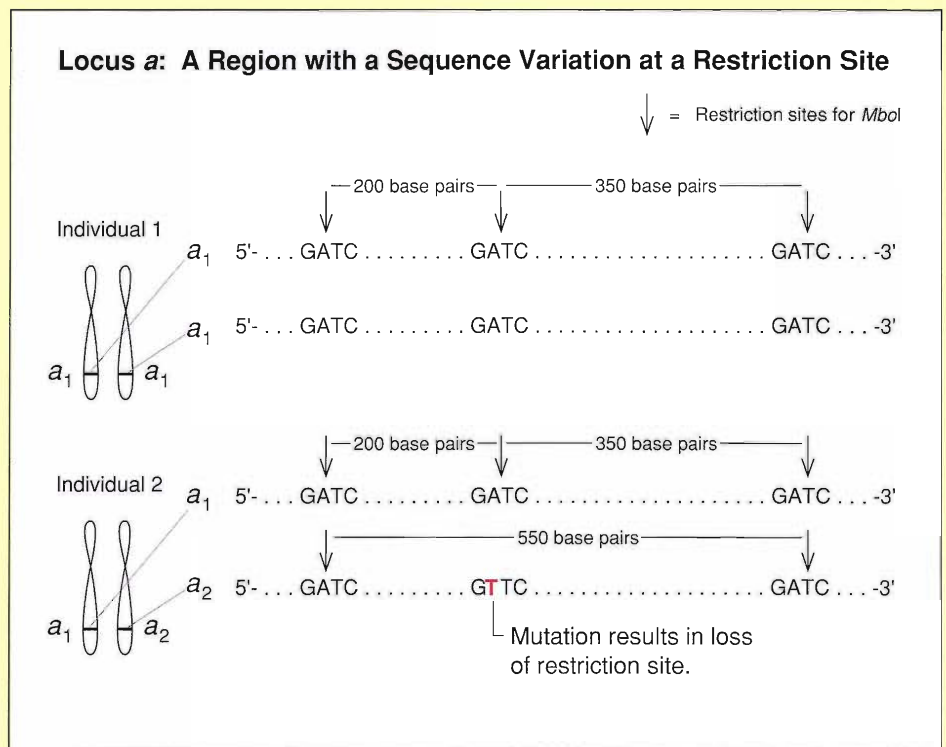 Locus a: A Region with a Sequence Variation at a Restriction Site
= Restriction sites for MboI
200 base pairs 350 base pairs
Individual 1
a1 5'- . . . GATC . . . . . . . . . GATC . . . . . . . . . . . . . . . . . . . . GATC . . . -3'
a1 5'- . . . GATC . . . . . . . . . GATC . . . . . . . . . . . . . . . . . . . . GATC . . . -3'
a1 a1
200 base pairs 350 base pairs
Individual 2
a1 5'- . . . GATC . . . . . . . . . GATC . . . . . . . . . . . . . . . . . . . . GATC . . . -3'
550 base pairs
a2 5'- . . . GATC . . . . . . . . . GTTC . . . . . . . . . . . . . . . . . . . . GATC . . . -3'
a1 a2
Mutation results in loss
of restriction site.